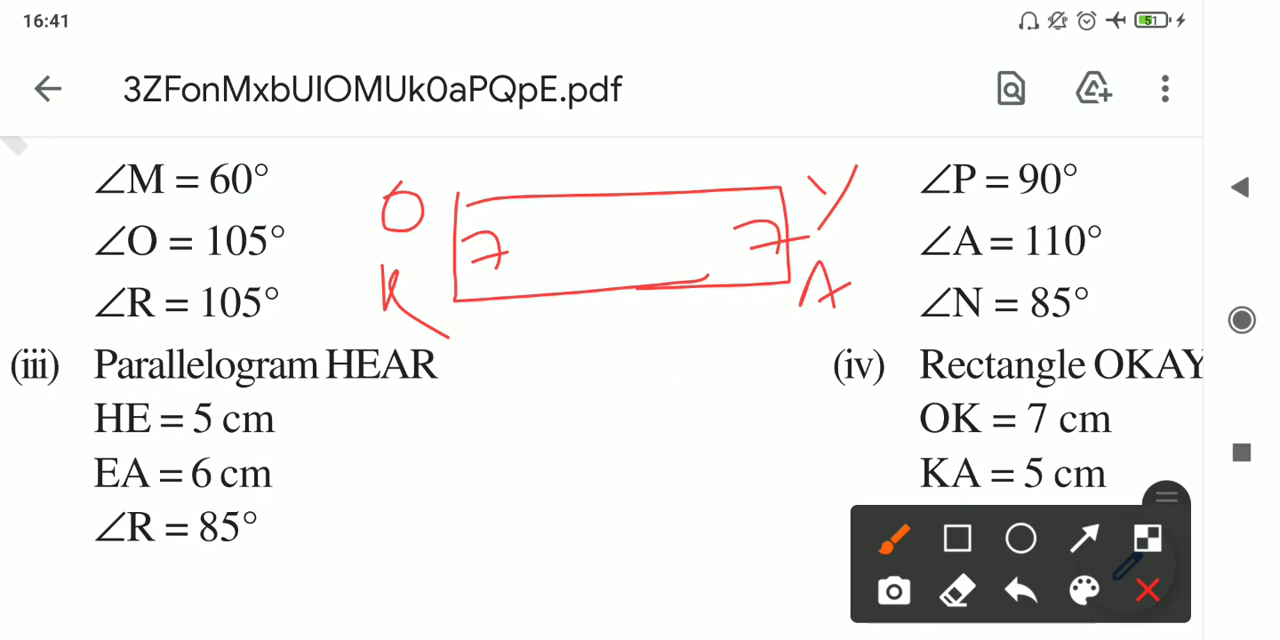 16:41
51
3ZFonMxbUIOMUk0aPQpE.pdf
∠M = 60°
∠O = 105°
∠R = 105°
O
Y
7
7
K
A
∠P = 90°
∠A = 110°
∠N = 85°
(iii) Parallelogram HEAR
HE = 5 cm
EA = 6 cm
∠R = 85°
(iv) Rectangle OKAY
OK = 7 cm
KA = 5 cm